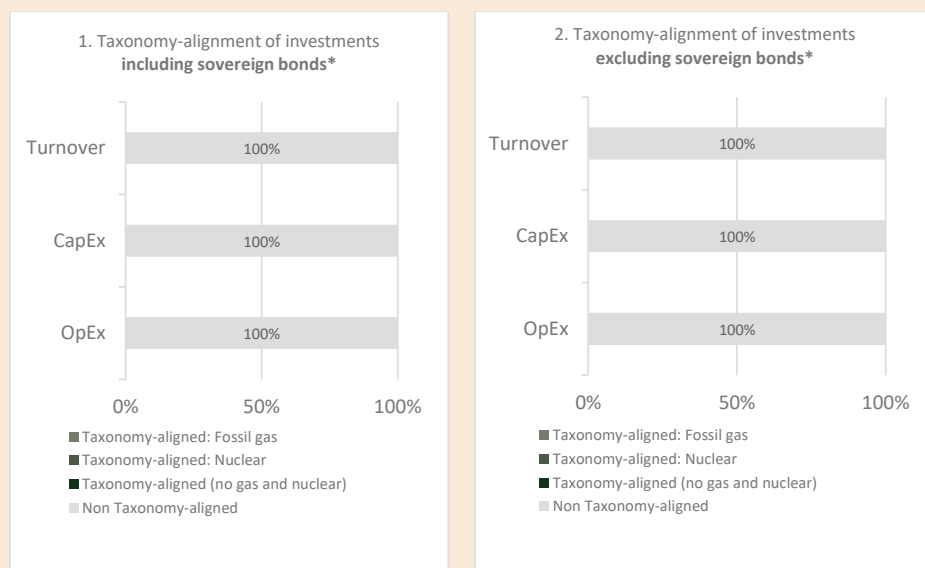 1. Taxonomy-alignment of investments
including sovereign bonds*
Turnover
100%
CapEx
100%
OpEx
100%
0%
50%
100%
Taxonomy-aligned: Fossil gas
Taxonomy-aligned: Nuclear
Taxonomy-aligned (no gas and nuclear)
Non Taxonomy-aligned
2. Taxonomy-alignment of investments
excluding sovereign bonds*
Turnover
100%
CapEx
100%
OpEx
100%
0%
50%
100%
Taxonomy-aligned: Fossil gas
Taxonomy-aligned: Nuclear
Taxonomy-aligned (no gas and nuclear)
Non Taxonomy-aligned